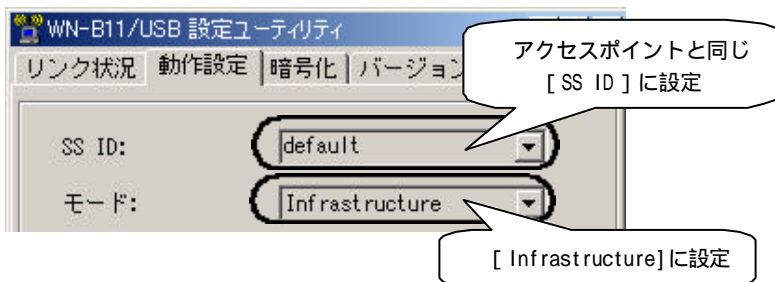 WN-B11/USB 設定ユーティリティ
リンク状況 動作設定 暗号化 バージョン
アクセスポイントと同じ
[ SS ID ] に設定
SS ID: default
モード: Infrastructure
[ Infrastructure] に設定